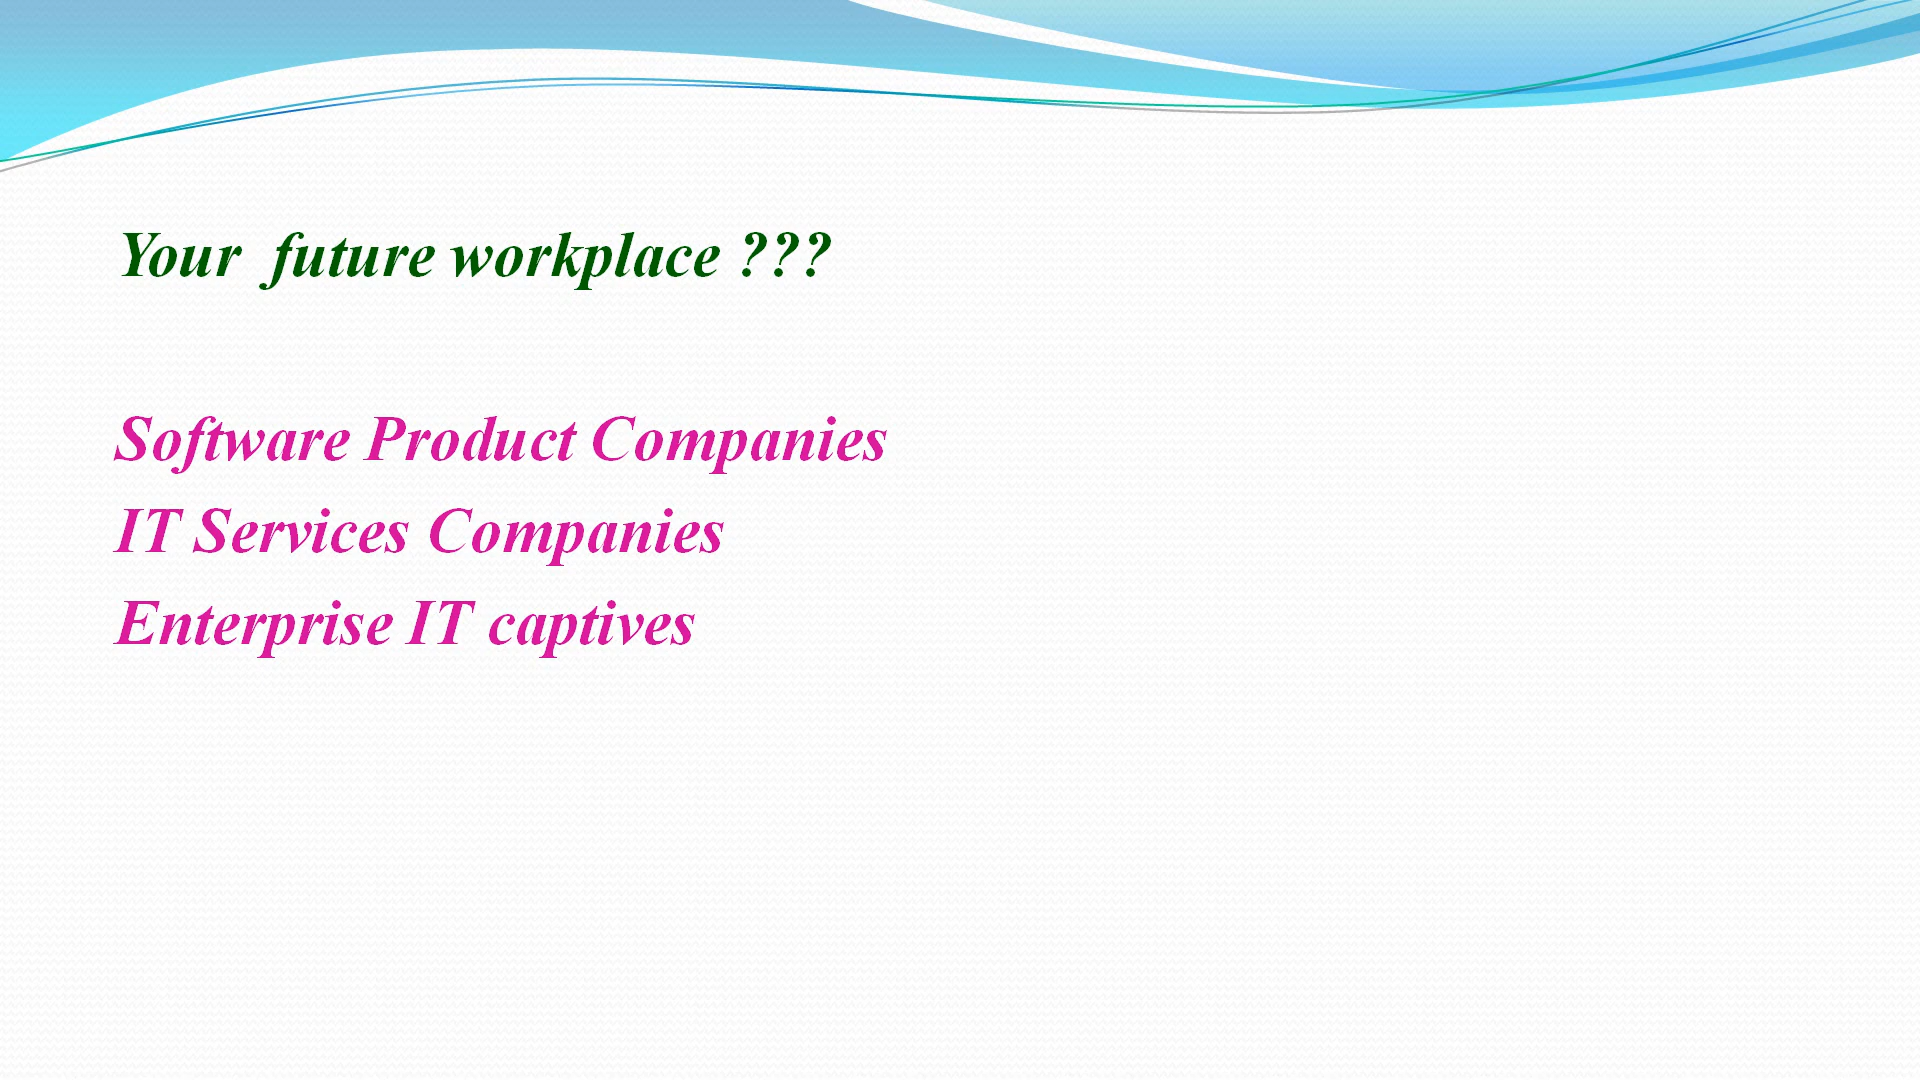 Your  future workplace ???
Software Product Companies
IT Services Companies
Enterprise IT captives